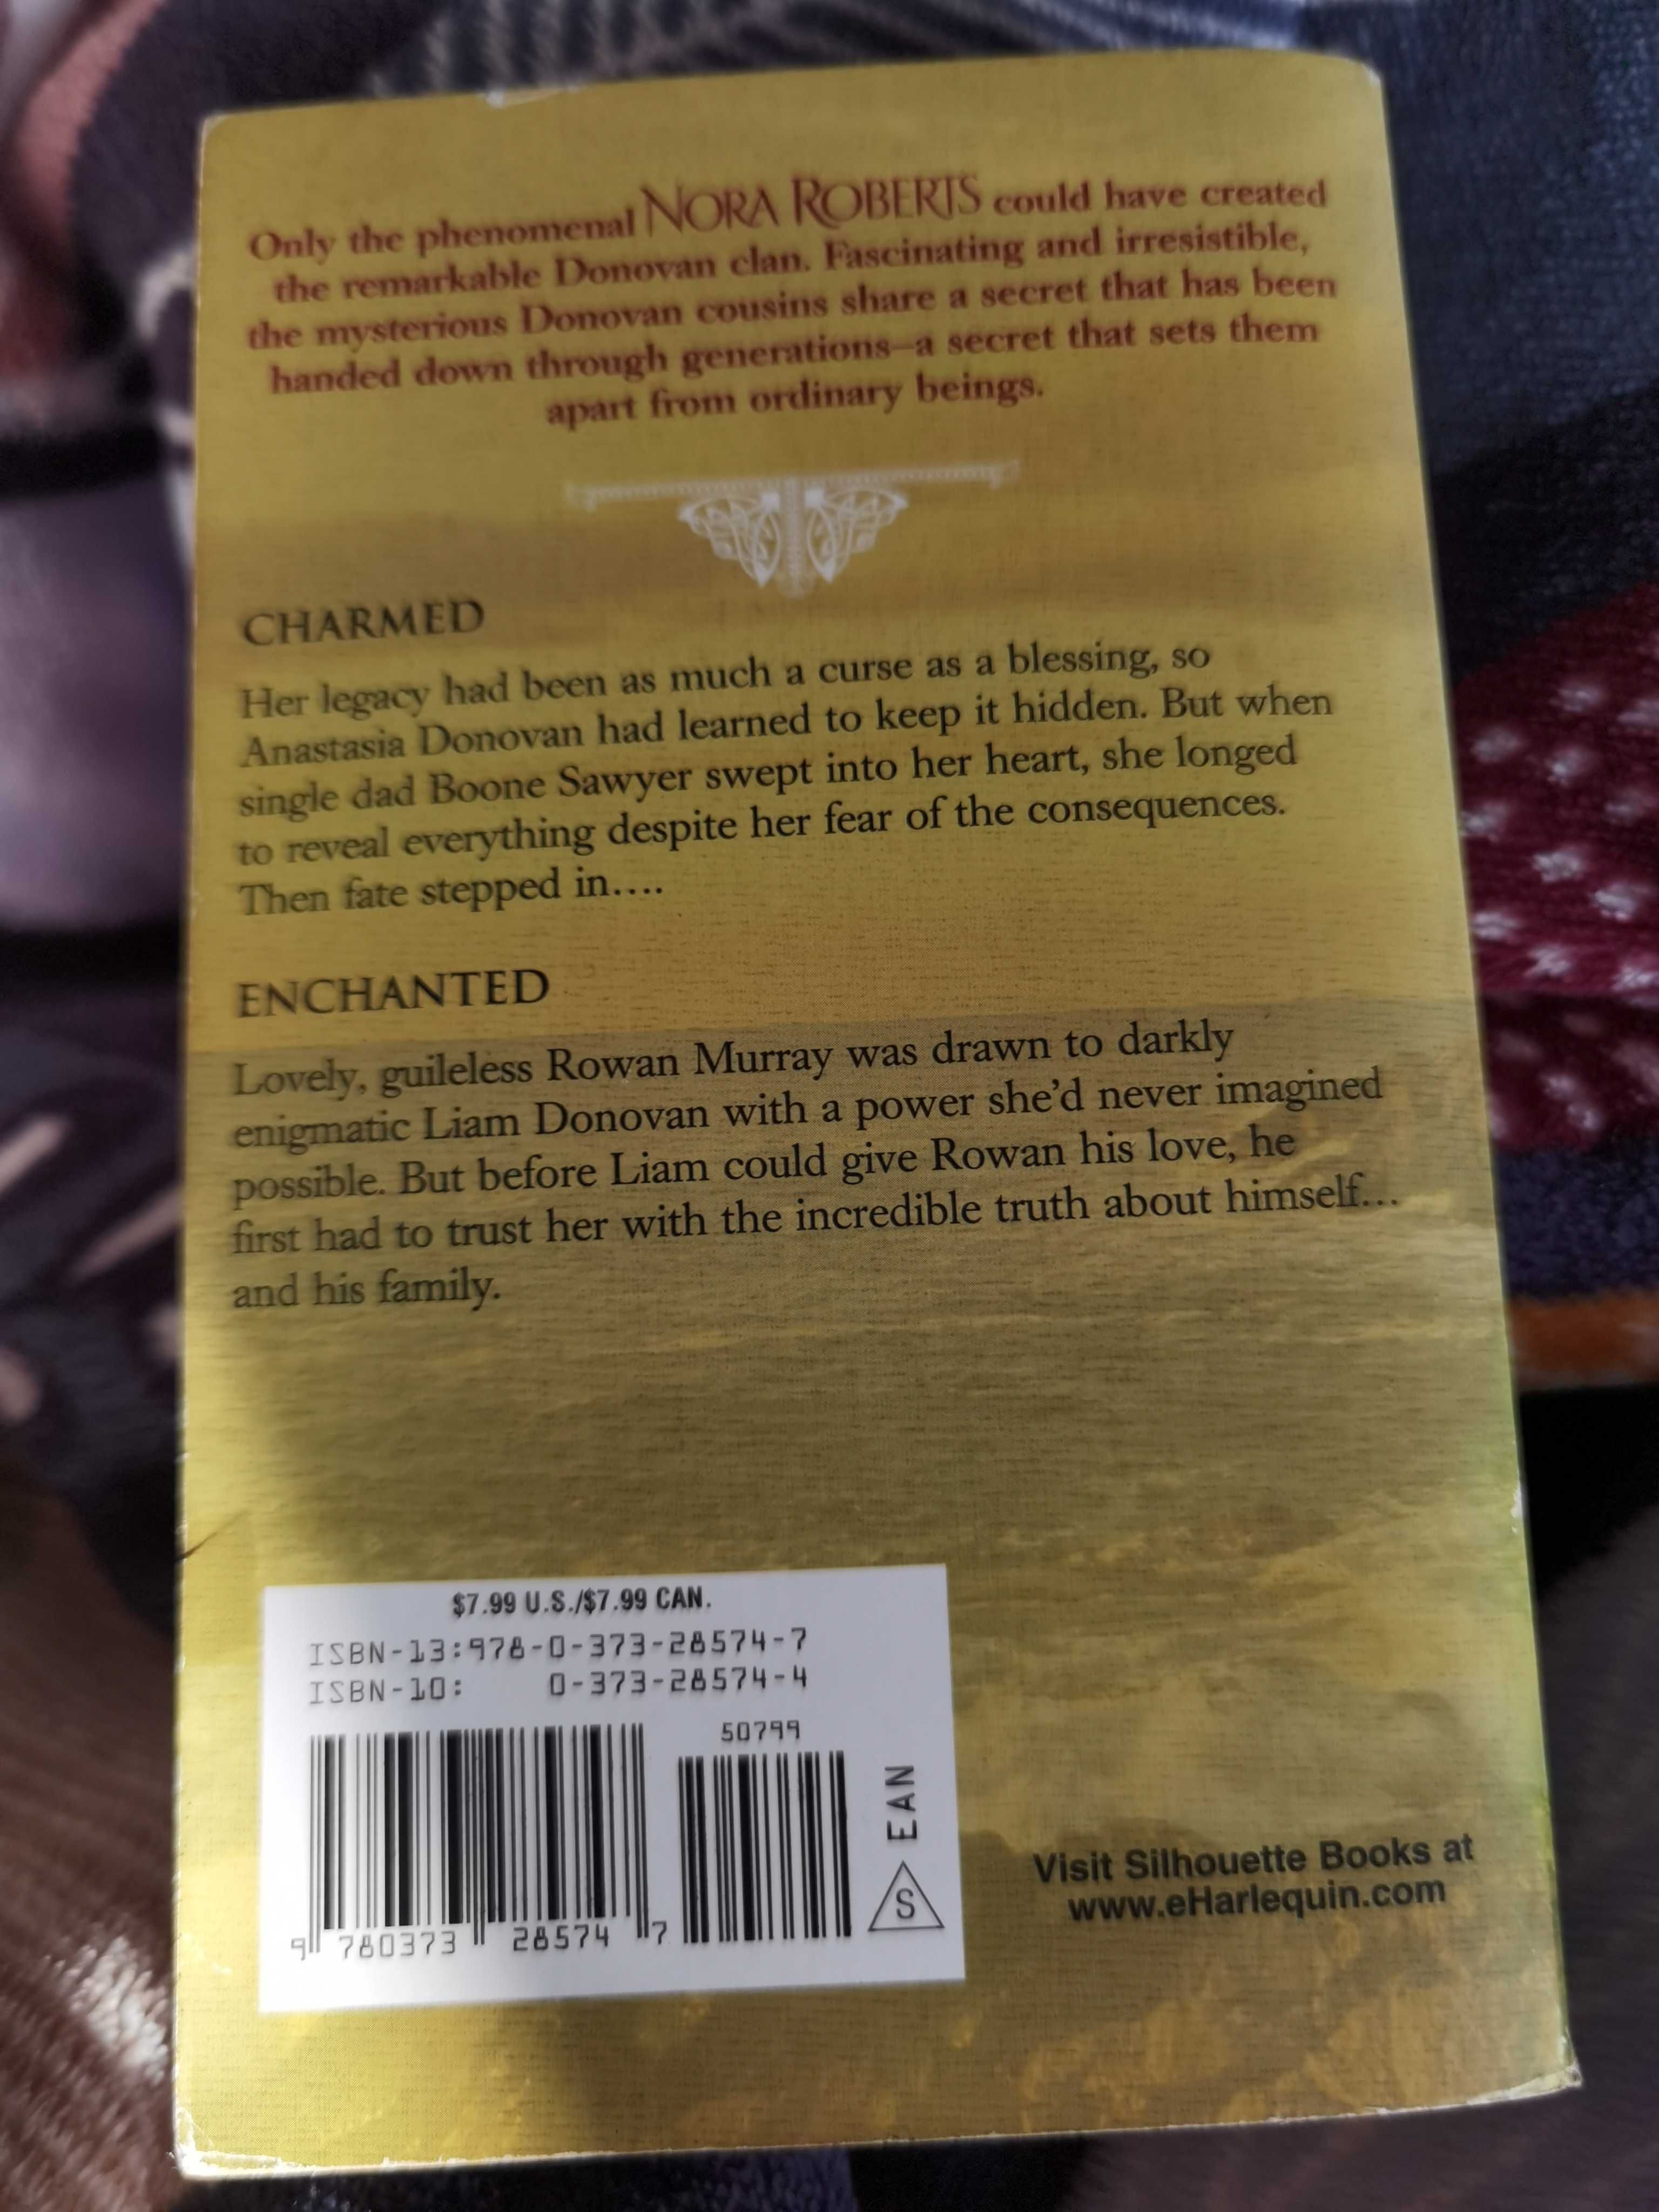 Only the phenomenal NORA ROBERTS could have created
the remarkable Donovan clan. Fascinating and irresistible,
the mysterious Donovan cousins share a secret that has been
handed down through generations—a secret that sets them
apart from ordinary beings.
CHARMED
Her legacy had been as much a curse as a blessing, so
Anastasia Donovan had learned to keep it hidden. But when
single dad Boone Sawyer swept into her heart, she longed
to reveal everything despite her fear of the consequences.
Then fate stepped in....
ENCHANTED
Lovely, guileless Rowan Murray was drawn to darkly
enigmatic Liam Donovan with a power she'd never imagined
possible. But before Liam could give Rowan his love, he
first had to trust her with the incredible truth about himself...
and his family.
$7.99 U.S./$7.99 CAN.
ISBN-13:978-0-373-28574-7
ISBN-10: 0-373-28574-4
50799
9 780373 28574 7
EAN
S
Visit Silhouette Books at
www.eHarlequin.com